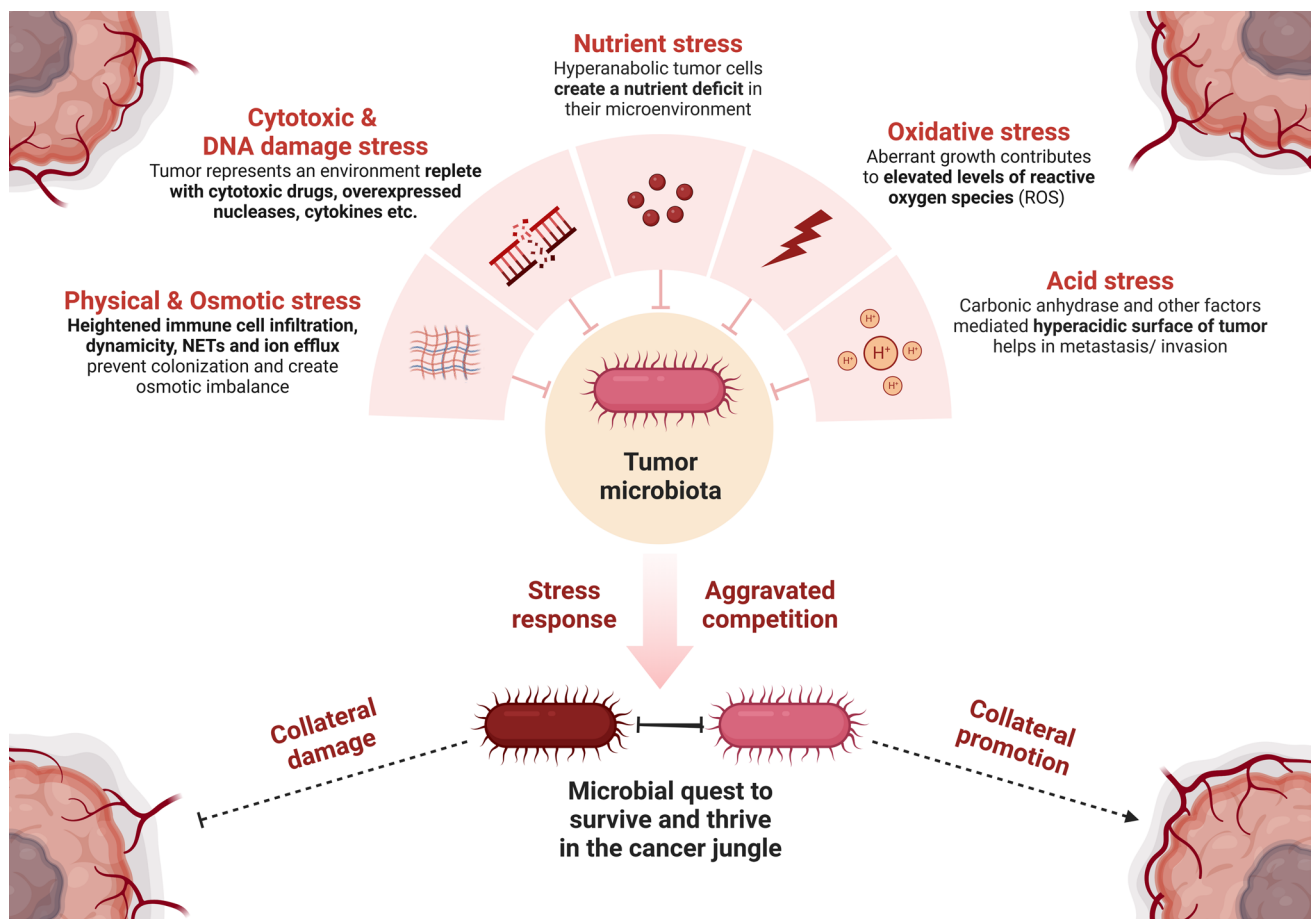 Nutrient stress
Hyperanabolic tumor cells
create a nutrient deficit in
their microenvironment
Cytotoxic &
DNA damage stress
Tumor represents an environment replete
with cytotoxic drugs, overexpressed
nucleases, cytokines etc.
Oxidative stress
Aberrant growth contributes
to elevated levels of reactive
oxygen species (ROS)
Physical & Osmotic stress
Heightened immune cell infiltration,
dynamicity, NETs and ion efflux
prevent colonization and create
osmotic imbalance
Acid stress
Carbonic anhydrase and other factors
mediated hyperacidic surface of tumor
helps in metastasis/ invasion
H+
H+
H+
H+
H+
Tumor
microbiota
Stress
response
Aggravated
competition
Collateral
damage
Collateral
promotion
Microbial quest to
survive and thrive
in the cancer jungle